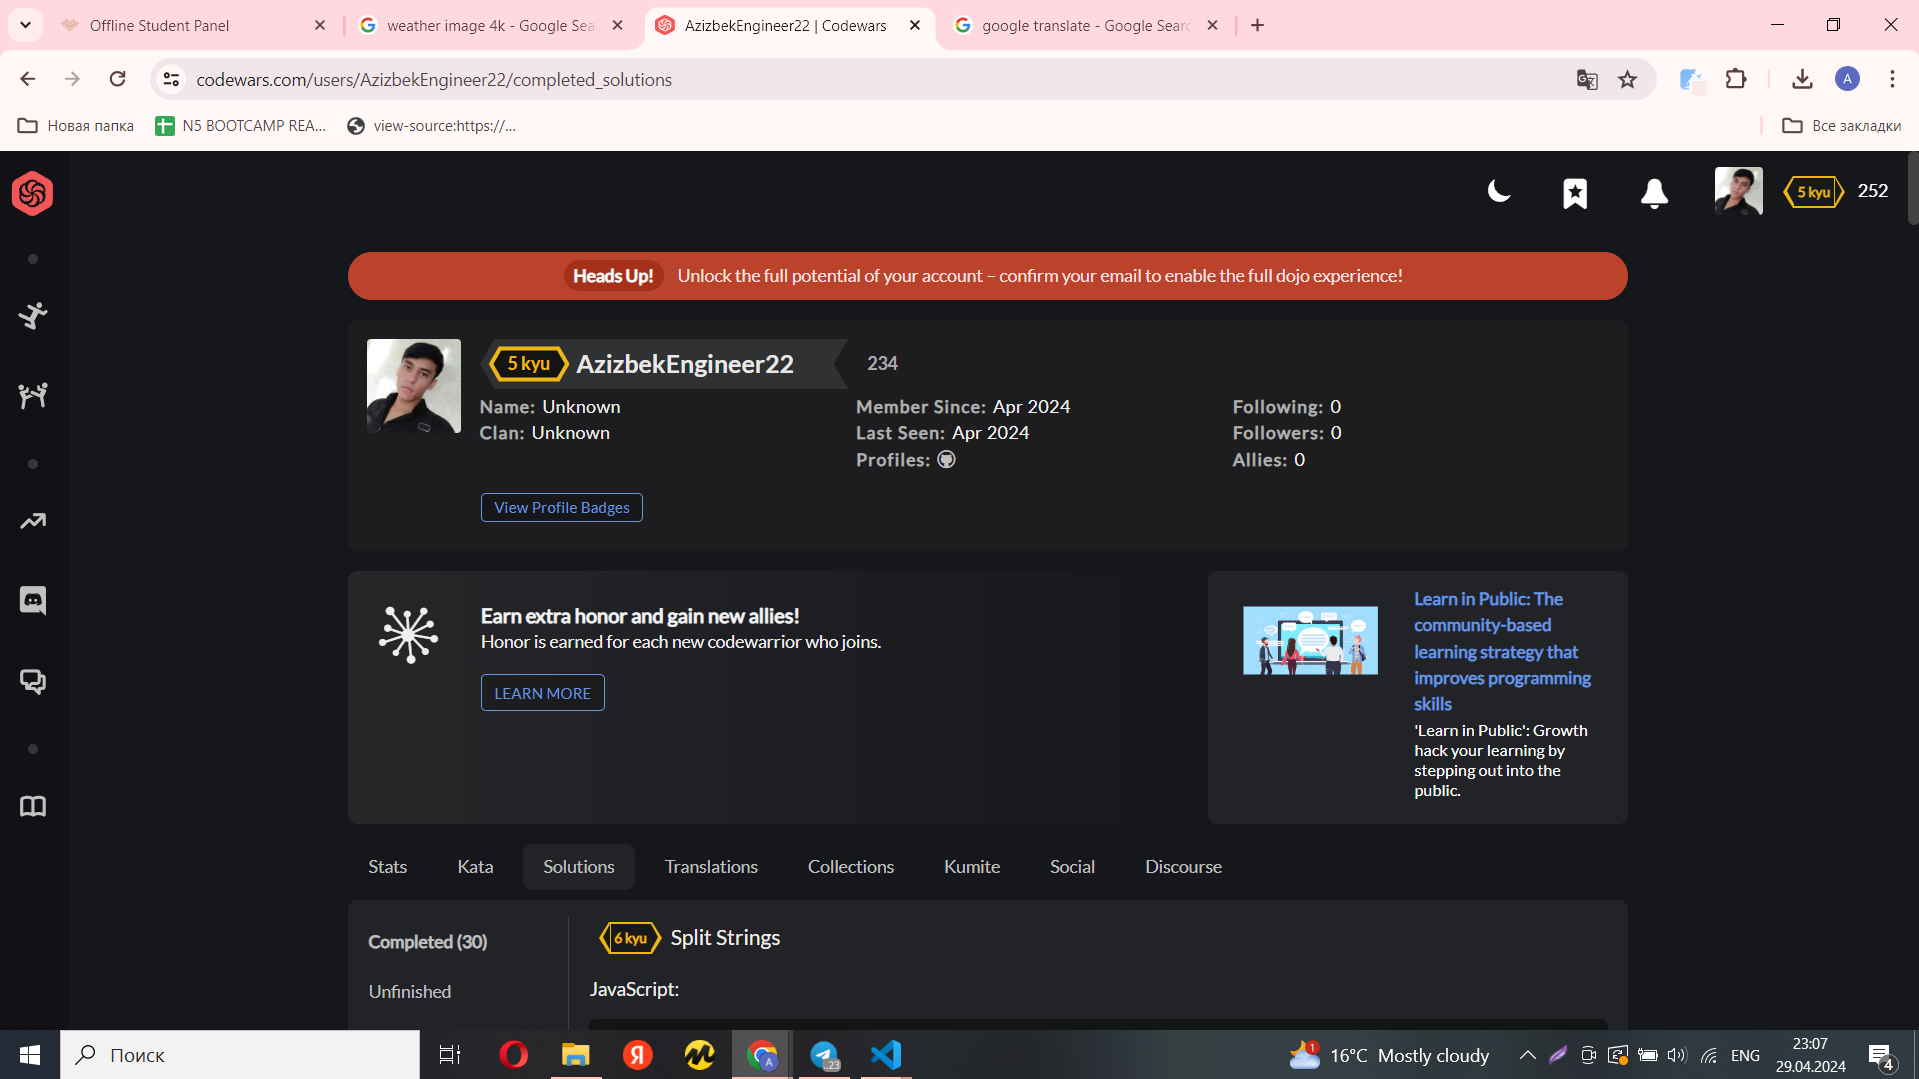 Offline Student Panel
weather image 4k - Google Sea
AzizbekEngineer22 | Codewars
google translate - Google Searc
codewars.com/users/AzizbekEngineer22/completed_solutions
A
Новая папка
N5 BOOTCAMP REA...
view-source:https://...
Все закладки
5 kyu
252
Heads Up! Unlock the full potential of your account – confirm your email to enable the full dojo experience!
5 kyu AzizbekEngineer22 234
Name: Unknown
Clan: Unknown
Member Since: Apr 2024
Last Seen: Apr 2024
Profiles:
Following: 0
Followers: 0
Allies: 0
View Profile Badges
Earn extra honor and gain new allies!
Honor is earned for each new codewarrior who joins.
LEARN MORE
Learn in Public: The
community-based
learning strategy that
improves programming
skills
'Learn in Public': Growth
hack your learning by
stepping out into the
public.
Stats Kata Solutions Translations Collections Kumite Social Discourse
Completed (30)
Unfinished
6 kyu Split Strings
JavaScript:
Поиск
Я
A
..23
1
16°C Mostly cloudy
ENG
23:07
29.04.2024
4